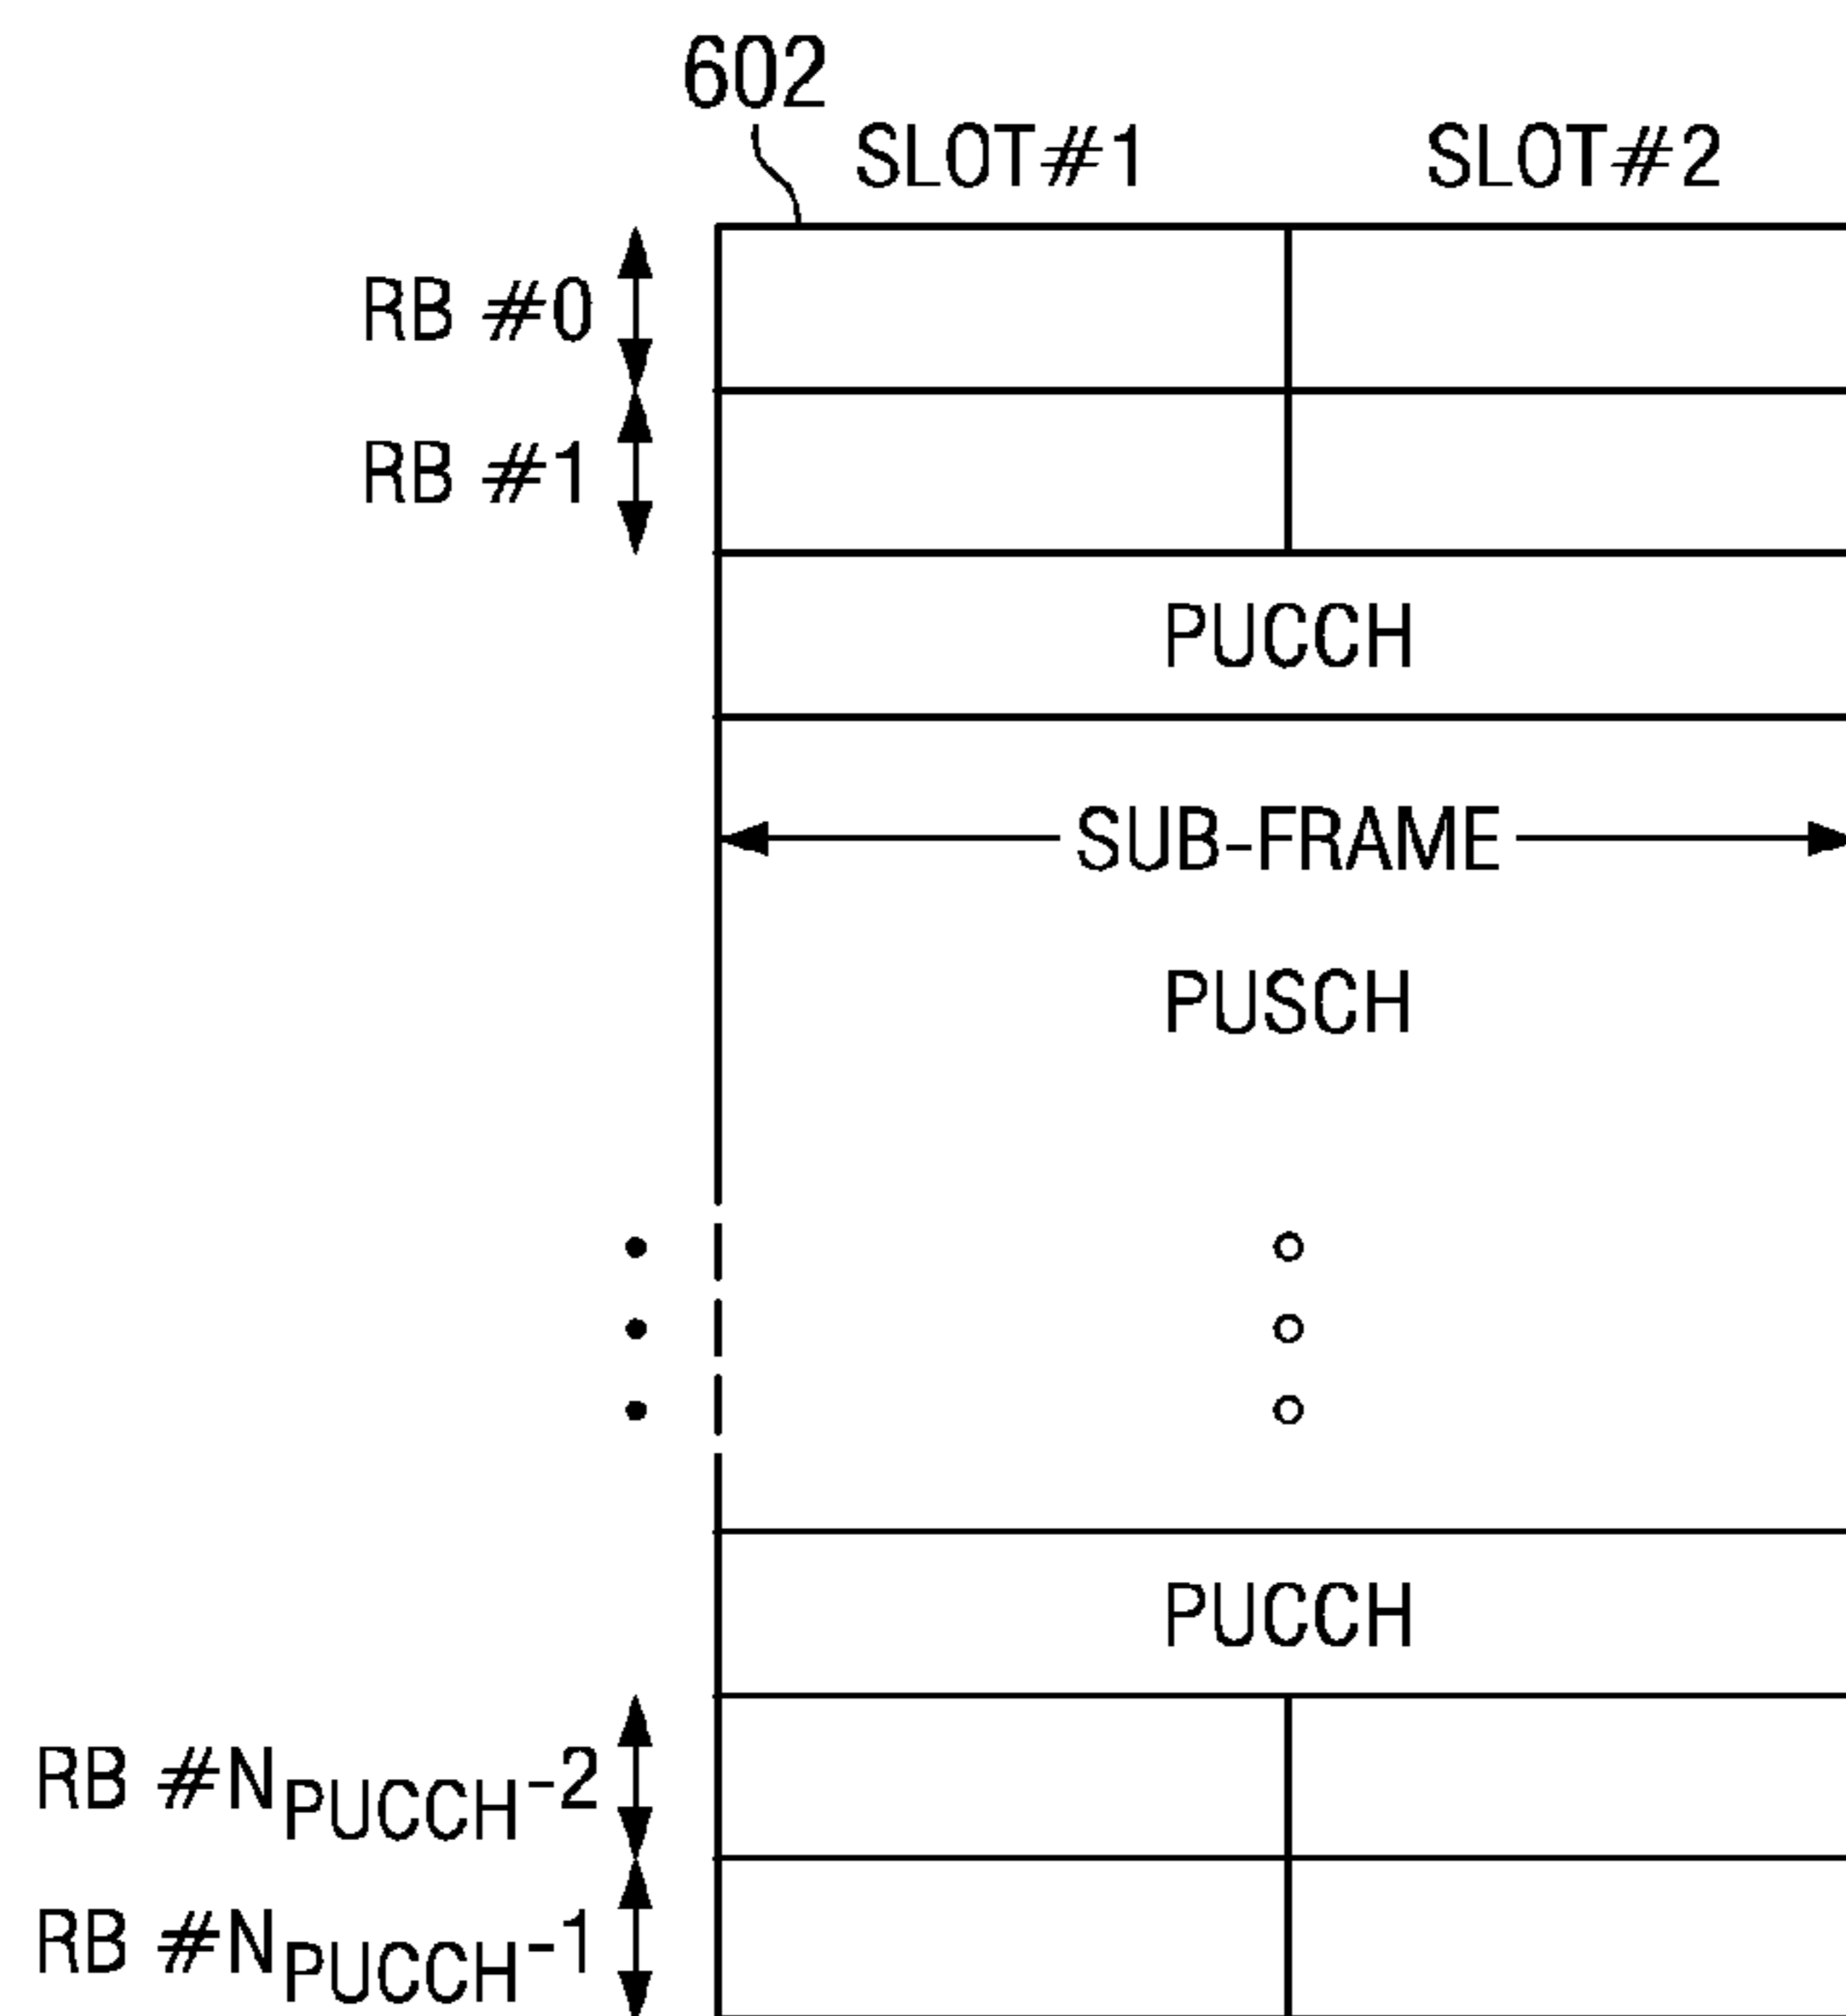 602
SLOT#1 SLOT#2
RB #0
RB #1
PUCCH
SUB-FRAME
PUSCH
PUCCH
RB #NPUCCH-2
RB #NPUCCH-1